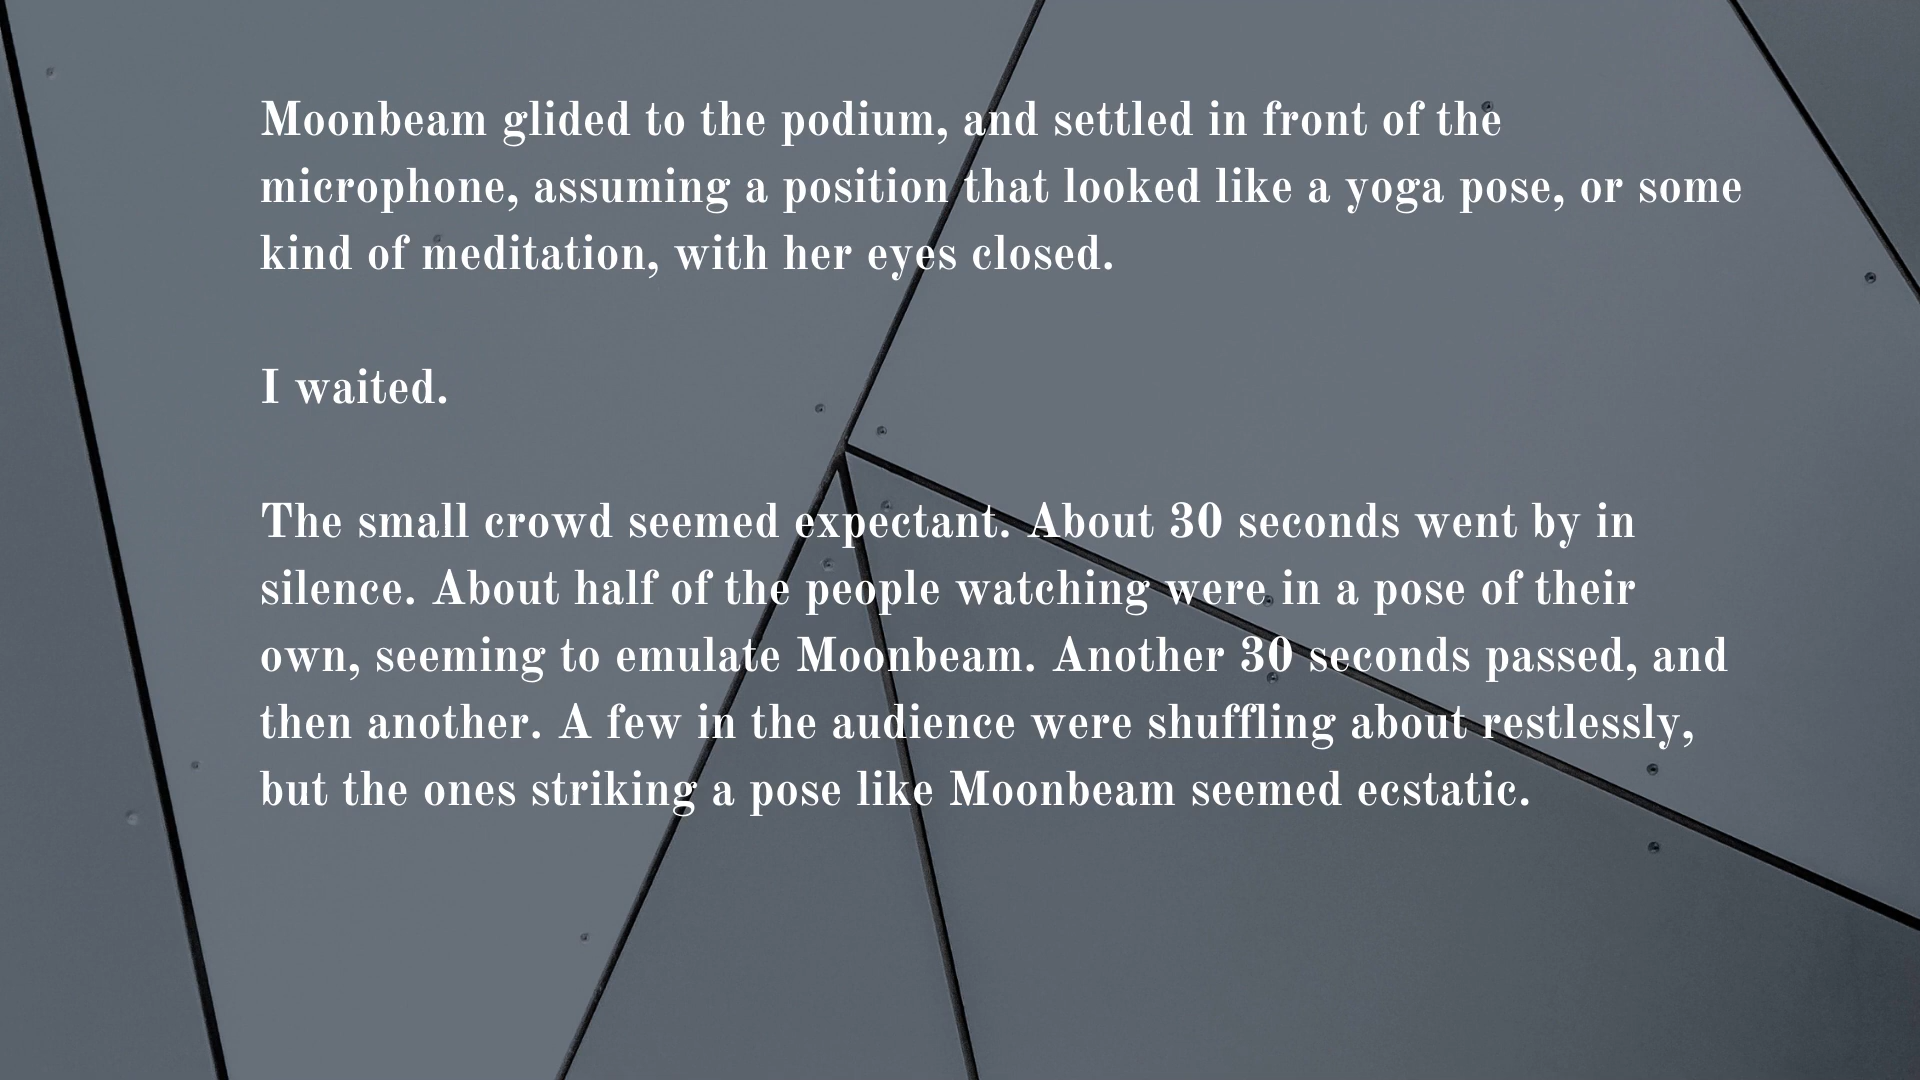 Moonbeam glided to the podium, and settled in front of the
microphone, assuming a position that looked like a yoga pose, or some
kind of meditation, with her eyes closed.
I waited.
The small crowd seemed expectant. About 30 seconds went by in
silence. About half of the people watching were in a pose of their
own, seeming to emulate Moonbeam. Another 30 seconds passed, and
then another. A few in the audience were shuffling about restlessly,
but the ones striking a pose like Moonbeam seemed ecstatic.